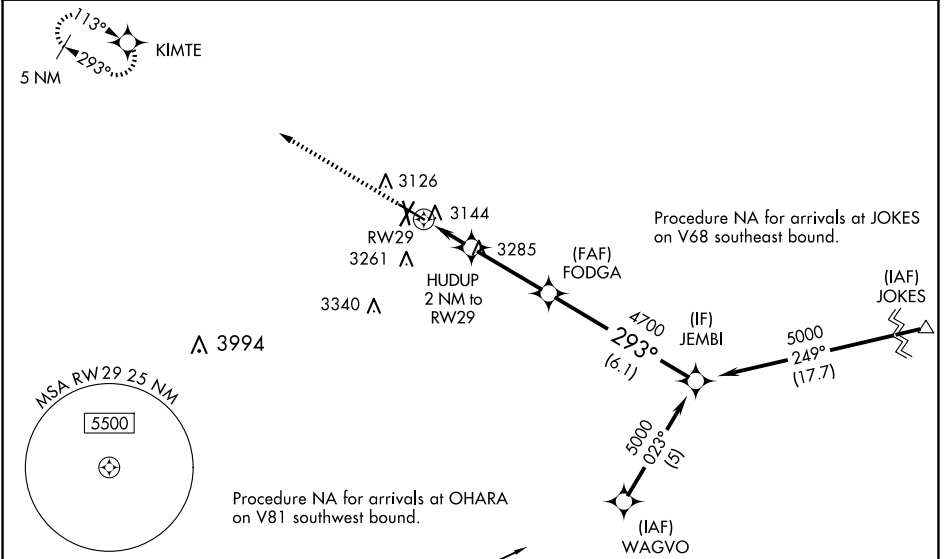 113°
293°
5 NM
KIMTE
3126
3144
RW29
3285
3261
HUDUP
2 NM to
RW29
(FAF)
FODGA
3340
3994
Procedure NA for arrivals at JOKES
on V68 southeast bound.
(IAF)
JOKES
4700
293°
(6.1)
(IF)
JEMBI
5000
249°
(17.7)
5000
023°
(5)
MSA RW29 25 NM
5500
Procedure NA for arrivals at OHARA
on V81 southwest bound.
(IAF)
WAGVO